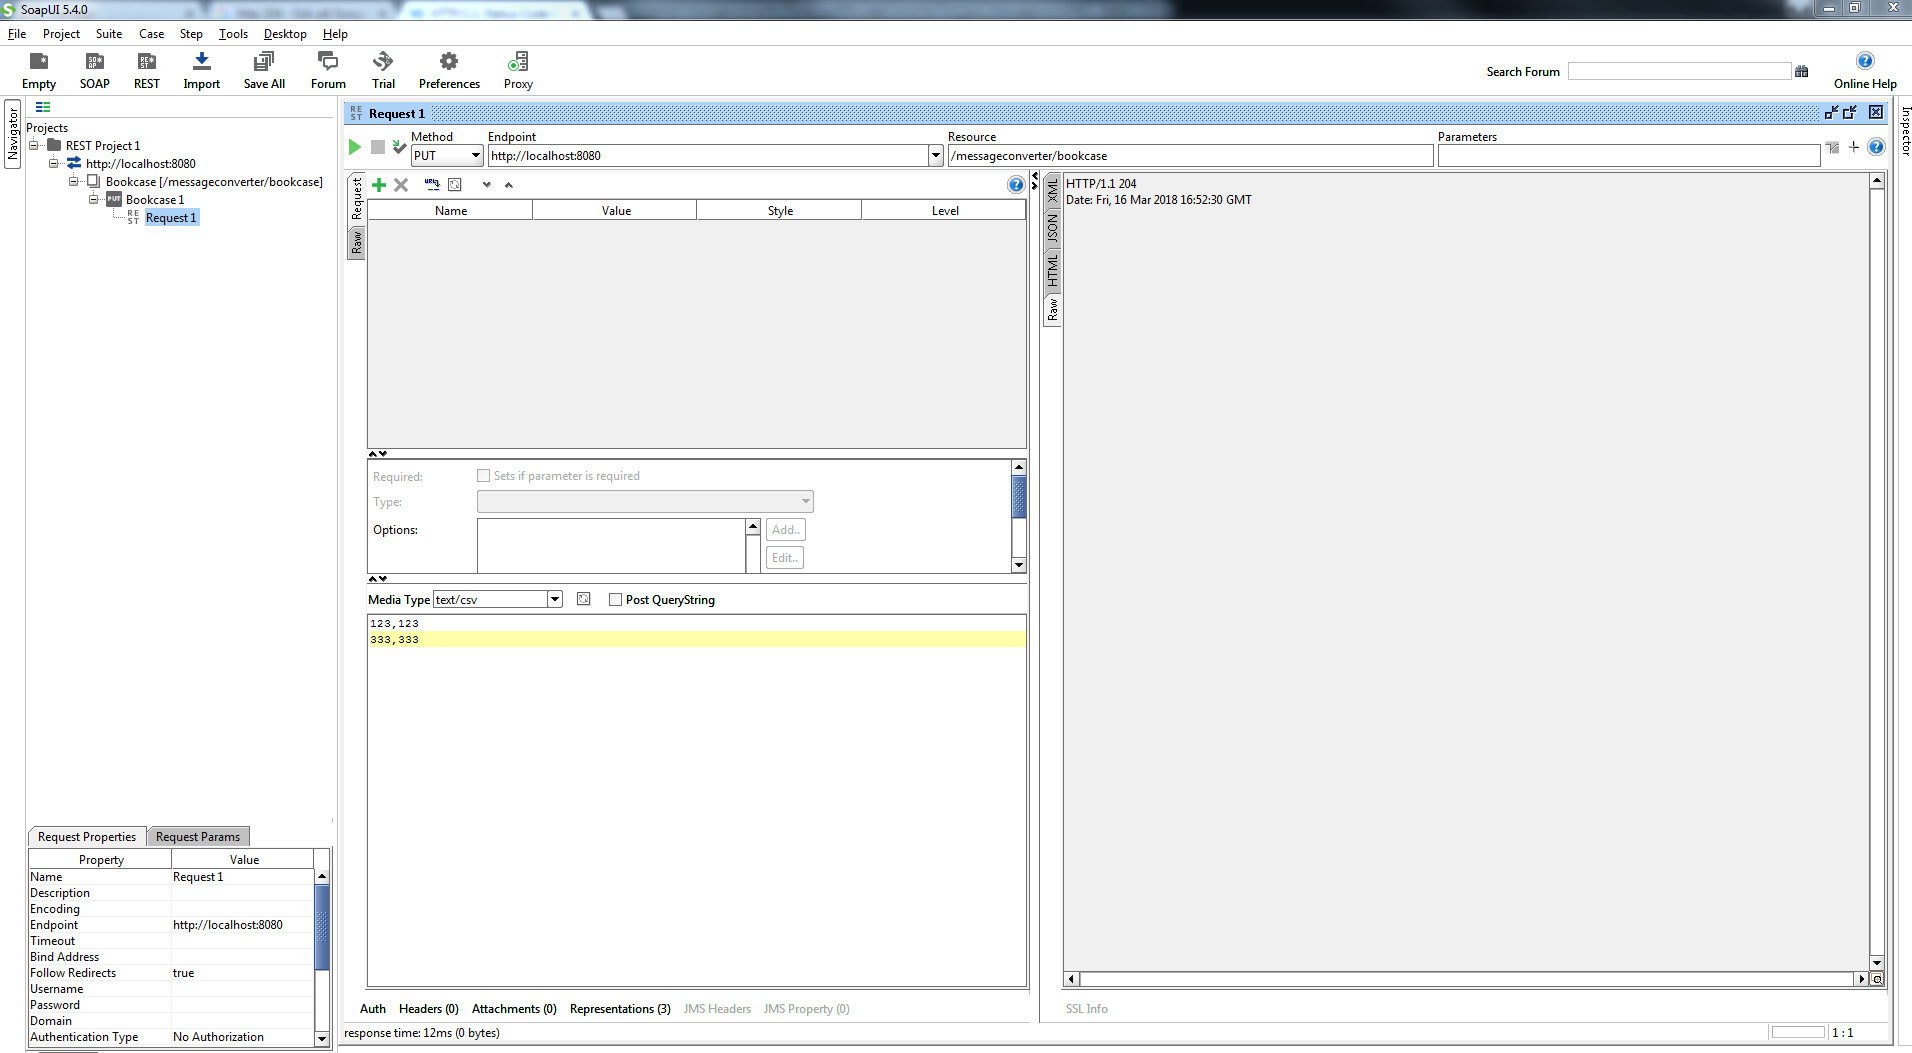 SoapUI 5.4.0
File Project Suite Case Step Tools Desktop Help
Empty SOAP REST Import Save All Forum Trial Preferences Proxy
Search Forum
Online Help
Navigator
Projects
REST Project 1
http://localhost:8080
Bookcase [/messageconverter/bookcase]
PUT Bookcase 1
REST Request 1
Request Properties Request Params
Property Value
Name Request 1
Description
Encoding
Endpoint http://localhost:8080
Timeout
Bind Address
Follow Redirects true
Username
Password
Domain
Authentication Type No Authorization
REST Request 1
Method Endpoint Resource Parameters
PUT http://localhost:8080 /messageconverter/bookcase
Request
Raw
Name Value Style Level
Required: Sets if parameter is required
Type:
Options: Add..
Edit..
Media Type text/csv Post QueryString
123,123
333,333
Auth Headers (0) Attachments (0) Representations (3) JMS Headers JMS Property (0)
response time: 12ms (0 bytes)
XML
JSON
HTML
Raw
HTTP/1.1 204
Date: Fri, 16 Mar 2018 16:52:30 GMT
SSL Info
1 : 1
Inspector